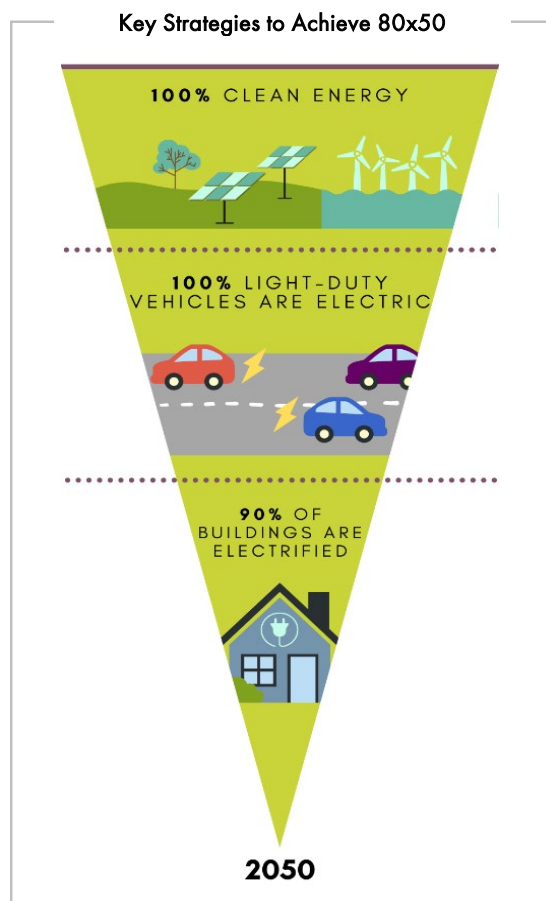 Key Strategies to Achieve 80x50
100% CLEAN ENERGY
100% LIGHT-DUTY
VEHICLES ARE ELECTRIC
90% OF
BUILDINGS ARE
ELECTRIFIED
2050